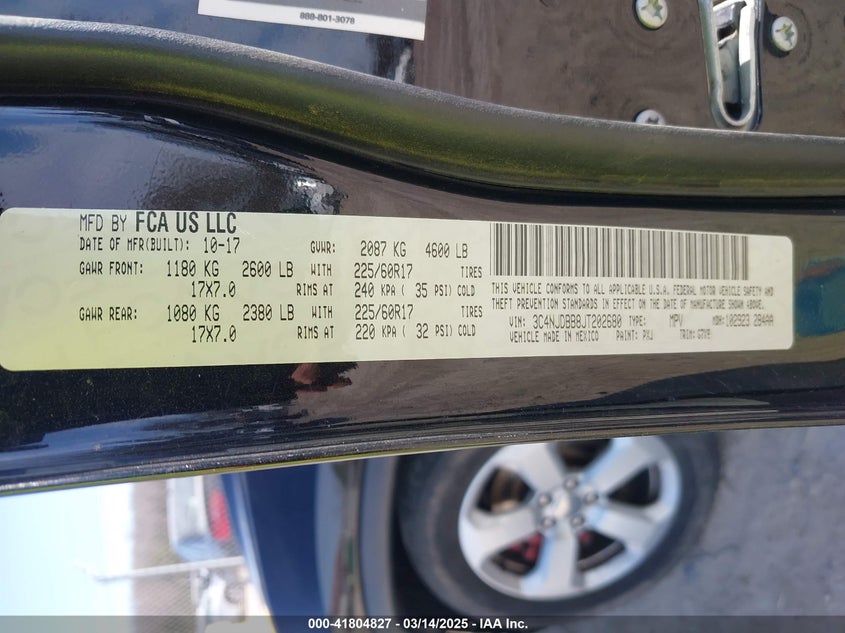 888-801-3078
MFD BY FCA US LLC
DATE OF MFR(BUILT): 10-17 GVWR: 2087 KG 4600 LB
GAWR FRONT: 1180 KG 2600 LB WITH 225/60R17 TIRES
17X7.0 RIMS AT 240 KPA ( 35 PSI) COLD
GAWR REAR: 1080 KG 2380 LB WITH 225/60R17 TIRES
17X7.0 RIMS AT 220 KPA ( 32 PSI) COLD
THIS VEHICLE CONFORMS TO ALL APPLICABLE U.S.A. FEDERAL MOTOR VEHICLE SAFETY AND
THEFT PREVENTION STANDARDS IN EFFECT ON THE DATE OF MANUFACTURE SHOWN ABOVE.
VIN: 3C4NJDBB8JT202680 TYPE: MPV MDH:102923 28AAA
VEHICLE MADE IN MEXICO PAINT: PXJ TRIM:
000-41804827 - 03/14/2025 - IAA Inc.